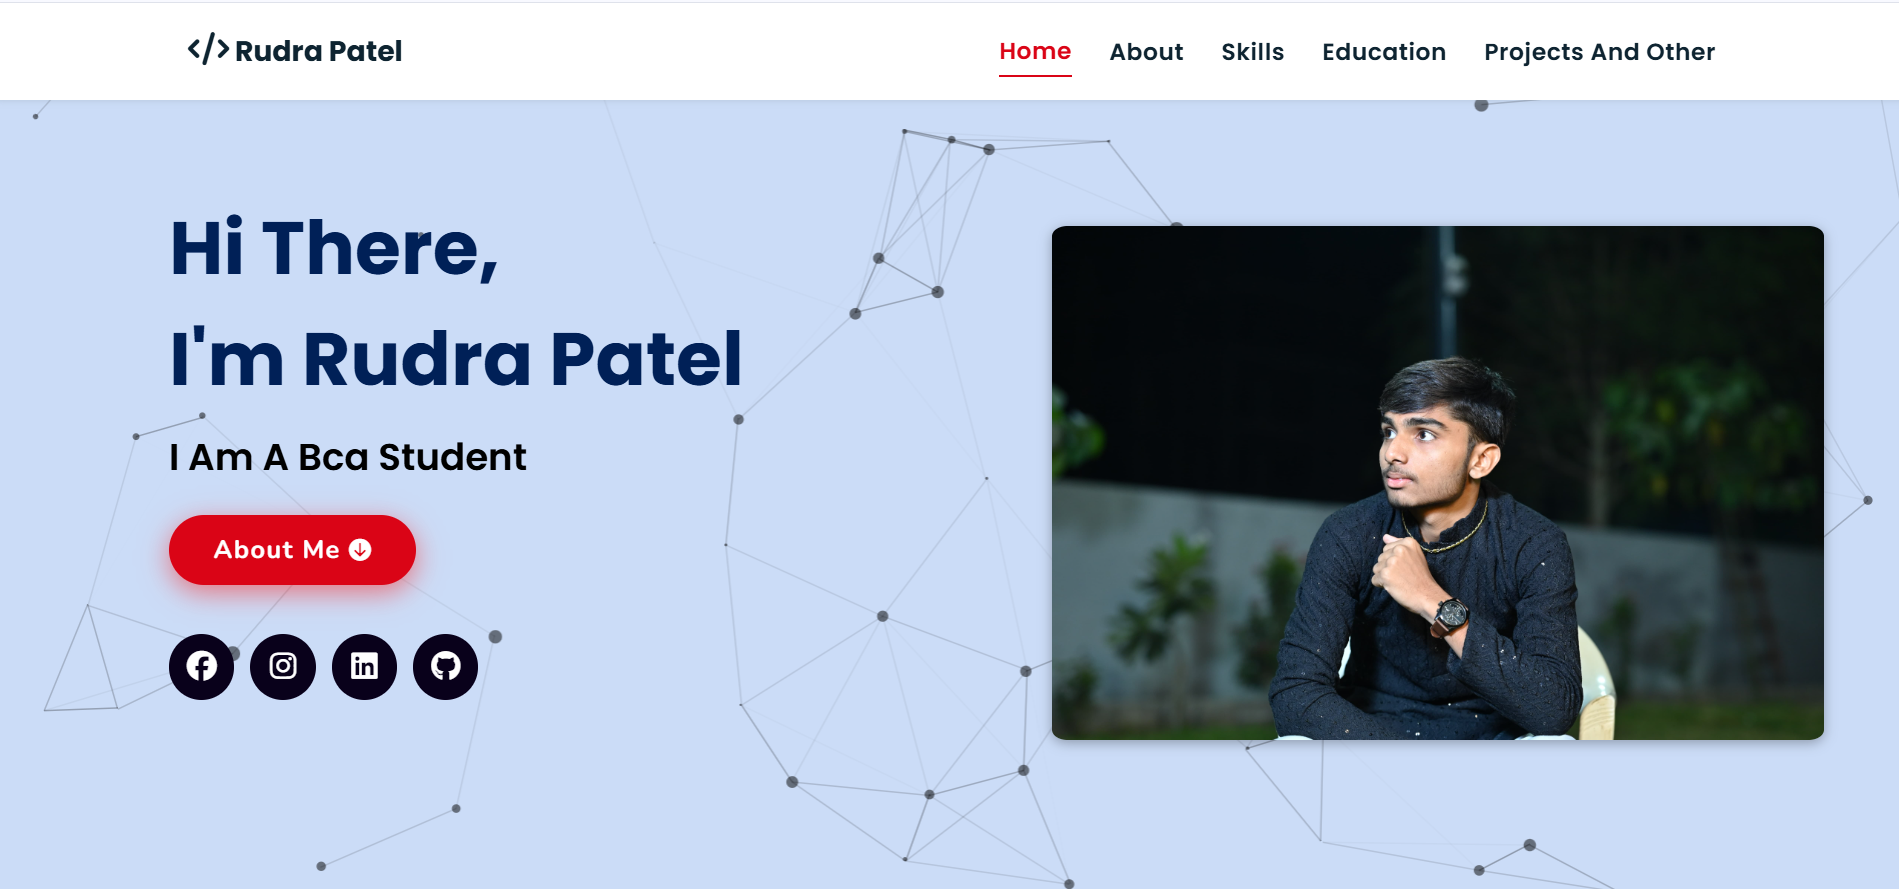 </> Rudra Patel
Home About Skills Education Projects And Other
Hi There,
I'm Rudra Patel
I Am A Bca Student
About Me